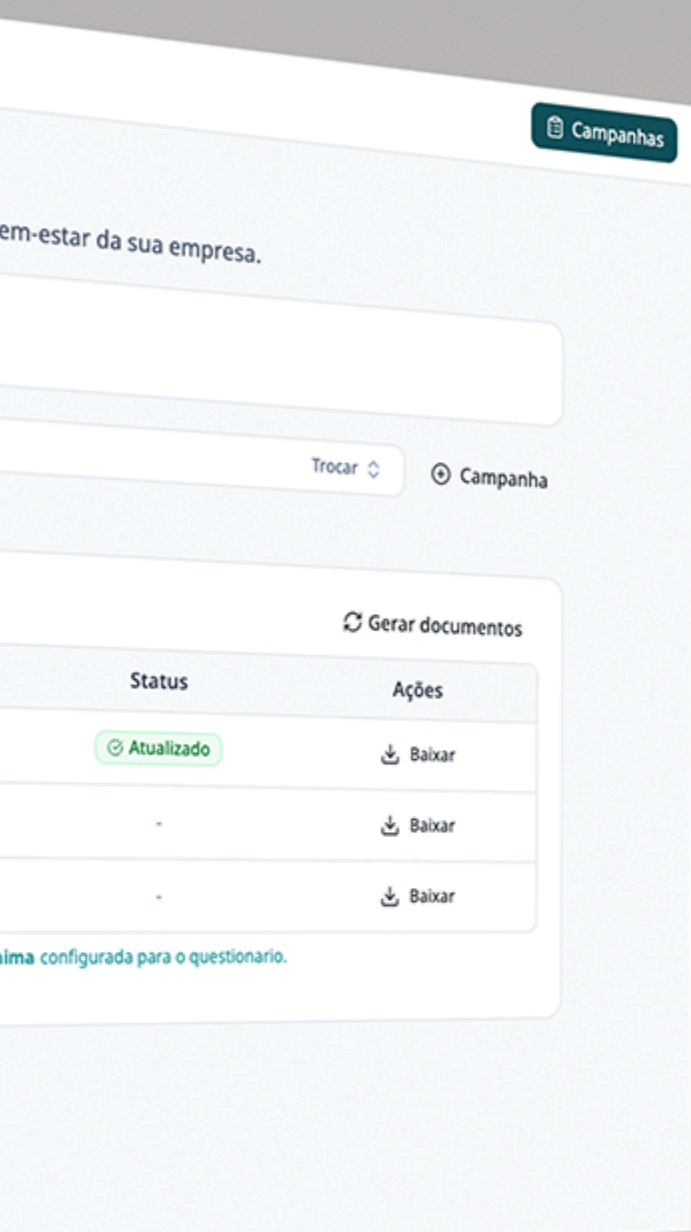 Campanhas
em-estar da sua empresa.
Trocar
Campanha
Gerar documentos
Status Ações
Atualizado Baixar
- Baixar
- Baixar
ima configurada para o questionario.